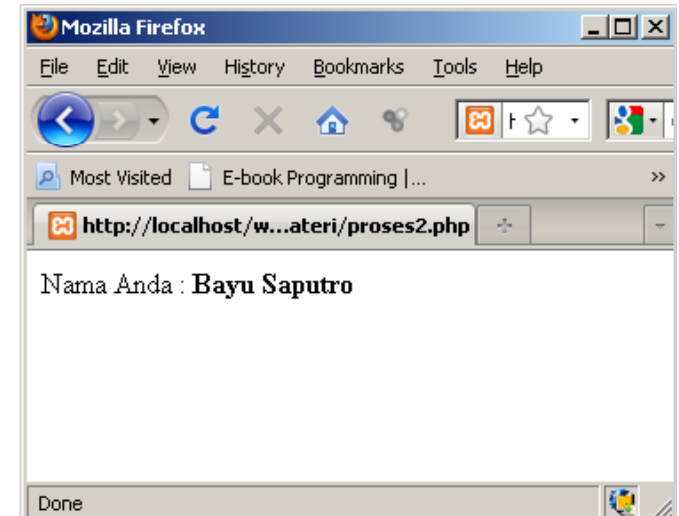 Mozilla Firefox
File Edit View History Bookmarks Tools Help
Most Visited E-book Programming |... »
http://localhost/w...ateri/proses2.php
Nama Anda : Bayu Saputro
Done